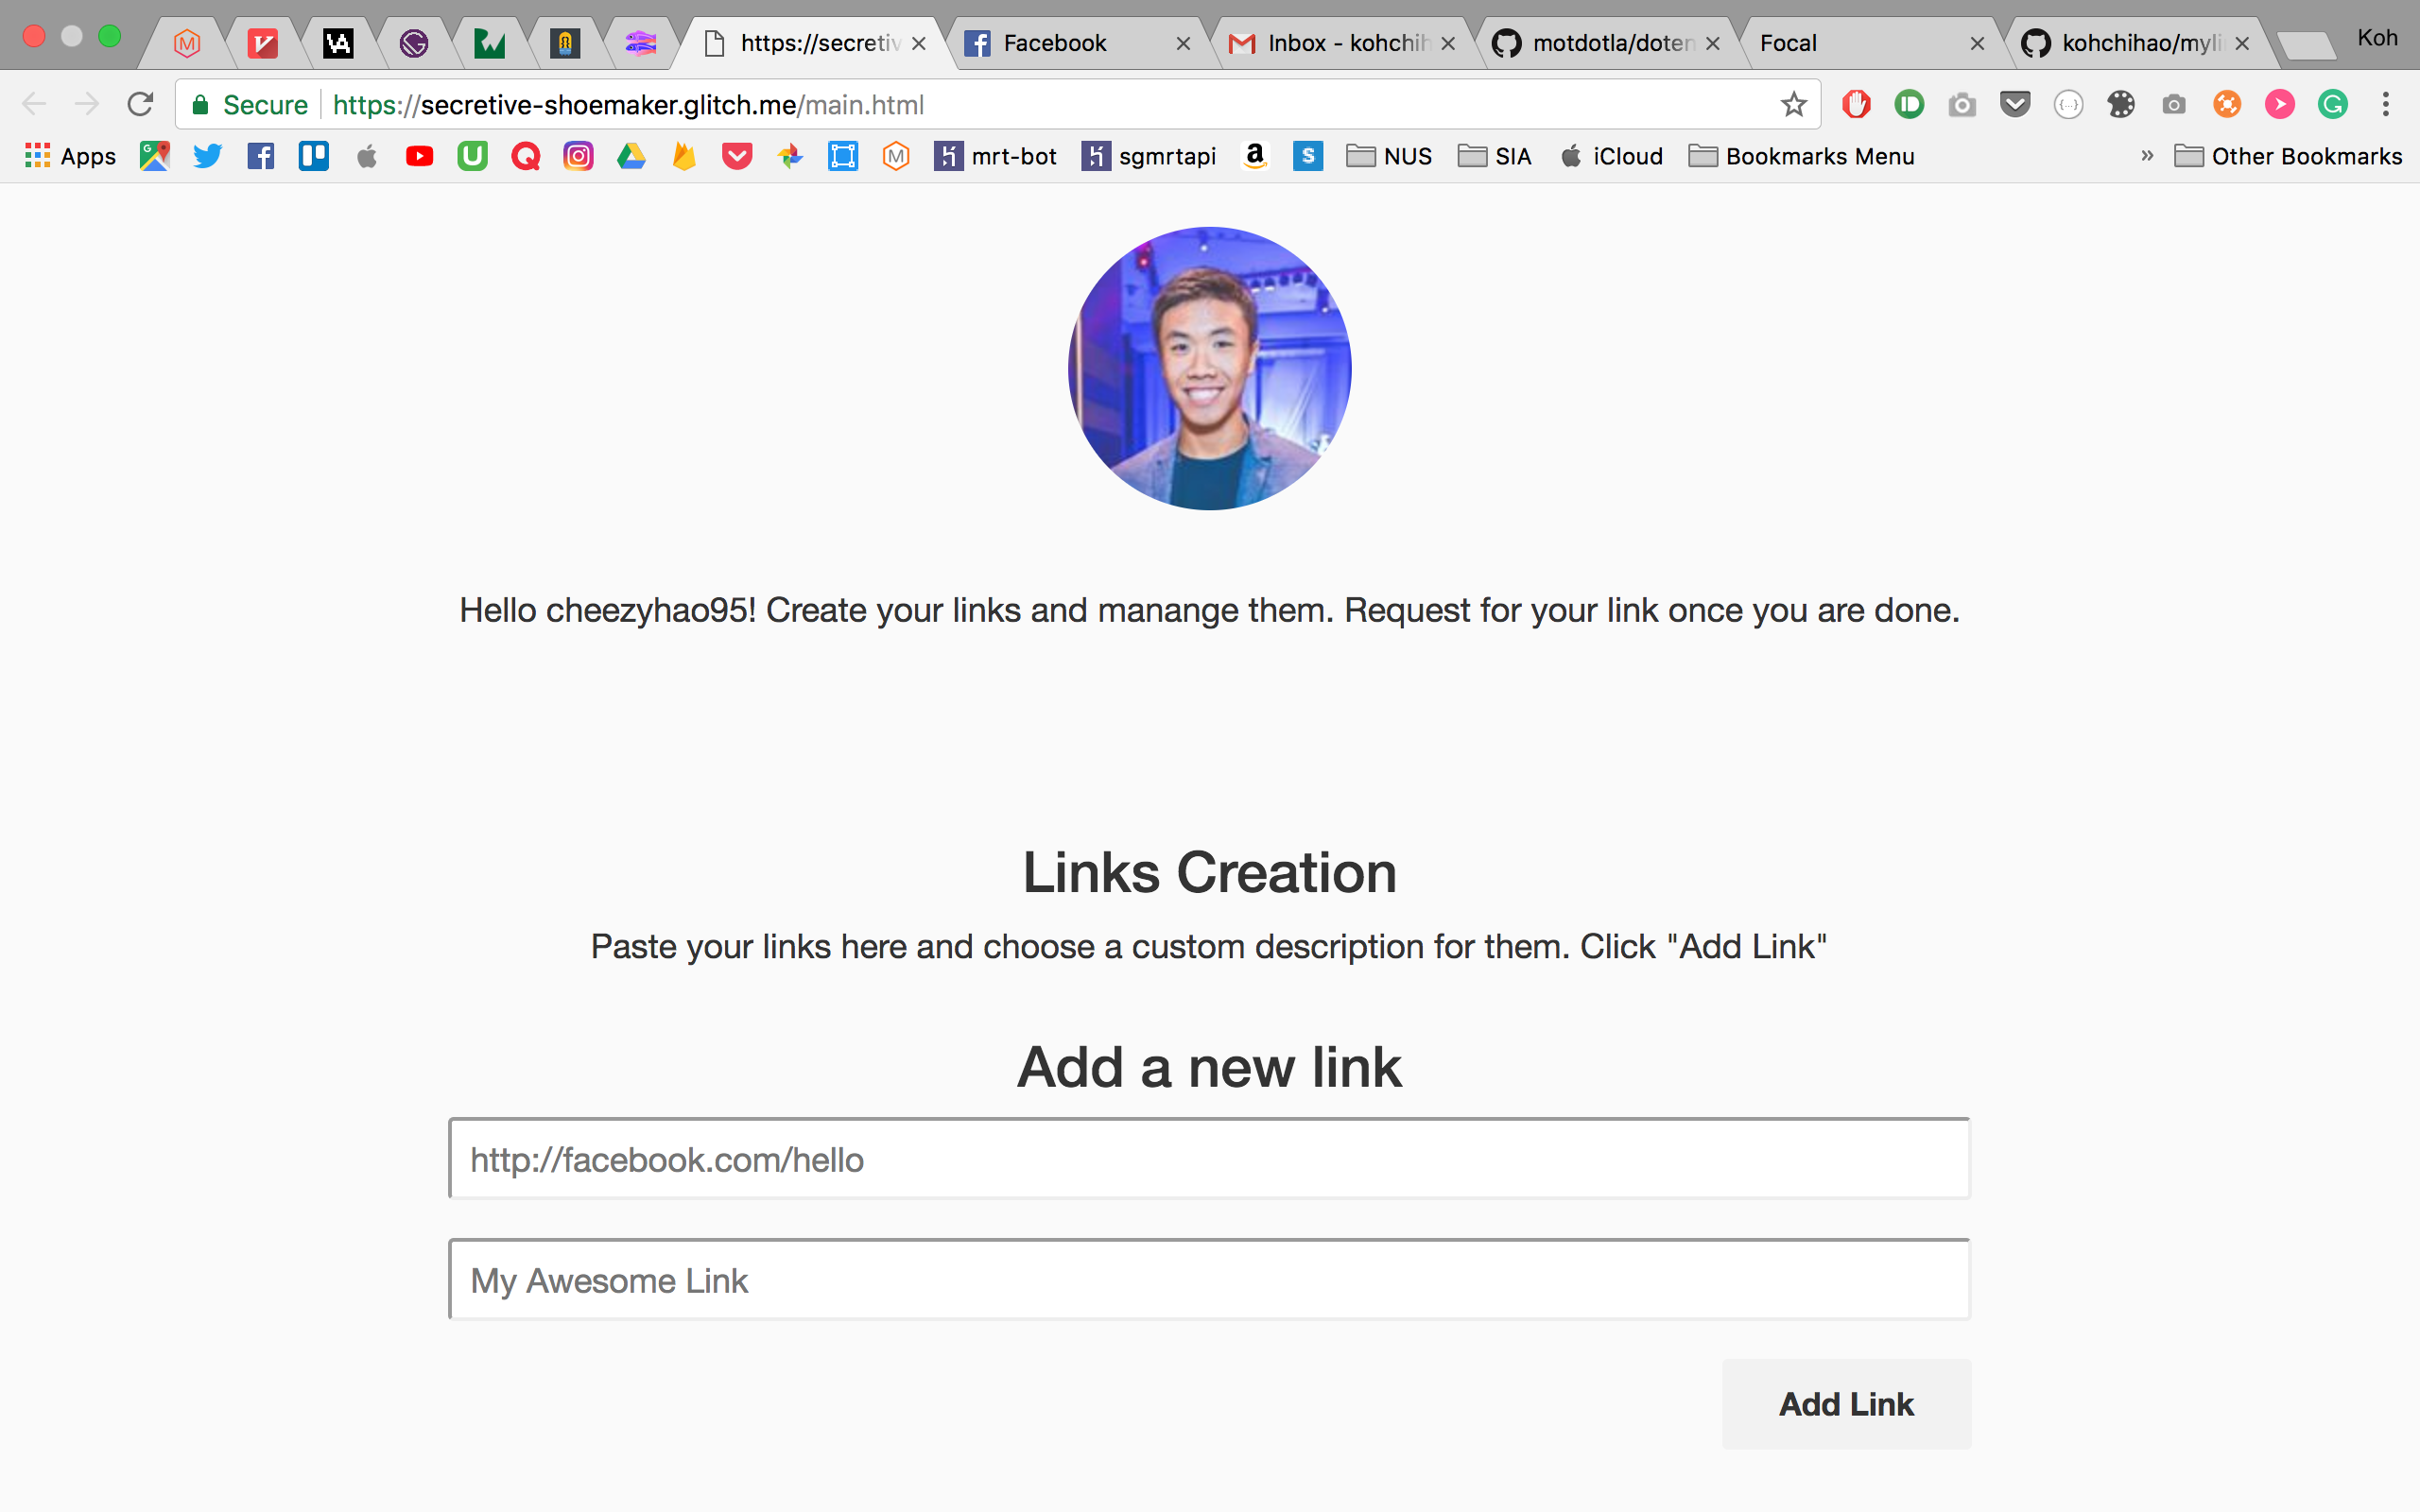 https://secretiv
Facebook
Inbox - kohchih
motdotla/doten
Focal
kohchihao/myli
Koh
Secure https://secretive-shoemaker.glitch.me/main.html
Apps mrt-bot sgmrtapi NUS SIA iCloud Bookmarks Menu » Other Bookmarks
Hello cheezyhao95! Create your links and manange them. Request for your link once you are done.
Links Creation
Paste your links here and choose a custom description for them. Click "Add Link"
Add a new link
http://facebook.com/hello
My Awesome Link
Add Link